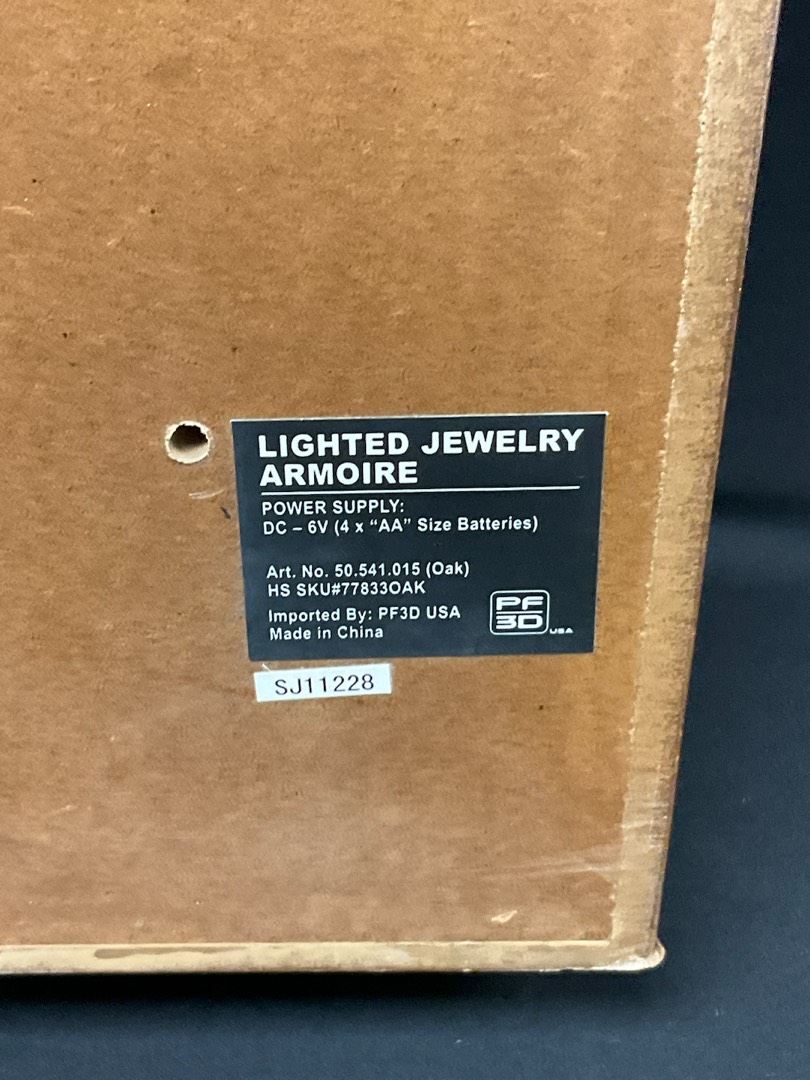 LIGHTED JEWELRY
ARMOIRE
POWER SUPPLY:
DC – 6V (4 x “AA” Size Batteries)
Art. No. 50.541.015 (Oak)
HS SKU#77833OAK
Imported By: PF3D USA
Made in China
PF
3D
USA
SJ11228